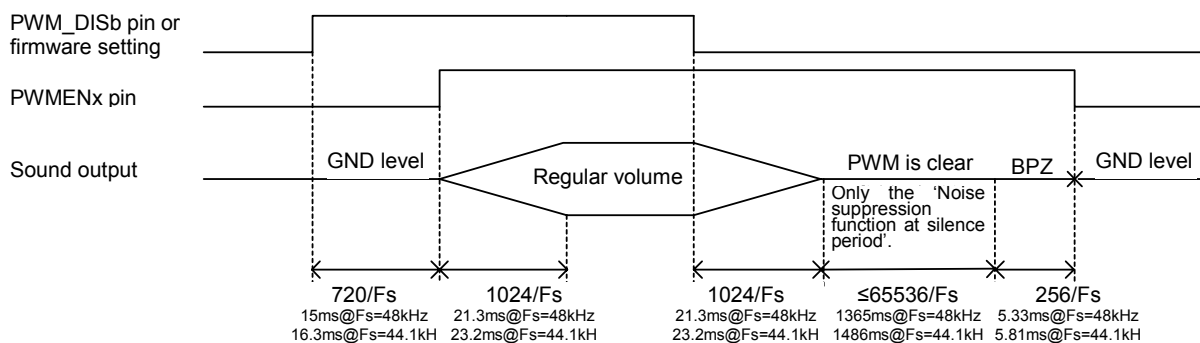 PWM_DISb pin or
firmware setting
PWMENx pin
Sound output
GND level
Regular volume
PWM is clear
BPZ
GND level
Only the 'Noise
suppression
function at silence
period'.
720/Fs
15ms@Fs=48kHz
16.3ms@Fs=44.1kH
1024/Fs
21.3ms@Fs=48kHz
23.2ms@Fs=44.1kH
1024/Fs
21.3ms@Fs=48kHz
23.2ms@Fs=44.1kH
≤65536/Fs
1365ms@Fs=48kHz
1486ms@Fs=44.1kH
256/Fs
5.33ms@Fs=48kHz
5.81ms@Fs=44.1kH